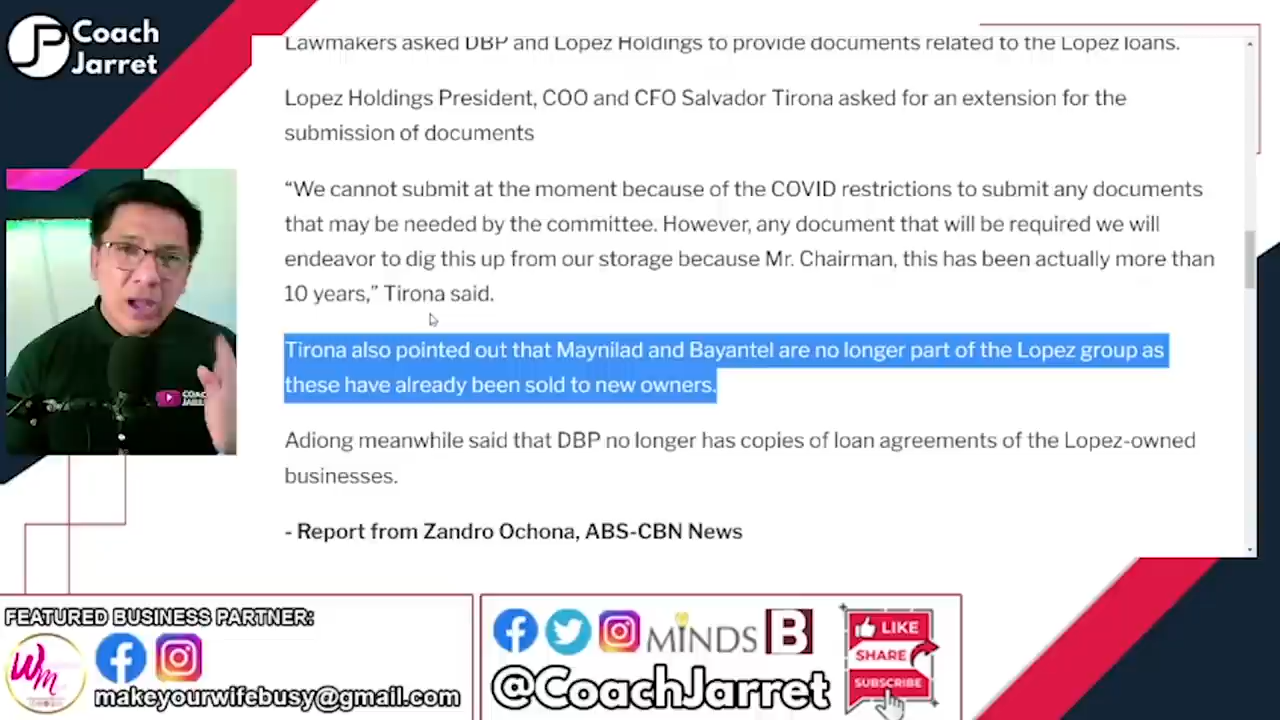 Coach
Jarret
Lawmakers asked DBP and Lopez Holdings to provide documents related to the Lopez loans.
Lopez Holdings President, COO and CFO Salvador Tirona asked for an extension for the
submission of documents
“We cannot submit at the moment because of the COVID restrictions to submit any documents
that may be needed by the committee. However, any document that will be required we will
endeavor to dig this up from our storage because Mr. Chairman, this has been actually more than
10 years,” Tirona said.
Tirona also pointed out that Maynilad and Bayantel are no longer part of the Lopez group as
these have already been sold to new owners.
Adiong meanwhile said that DBP no longer has copies of loan agreements of the Lopez-owned
businesses.
- Report from Zandro Ochona, ABS-CBN News
FEATURED BUSINESS PARTNER:
makeyourwifebusy@gmail.com
MINDS
B
@CoachJarret
LIKE
SHARE
SUBSCRIBE